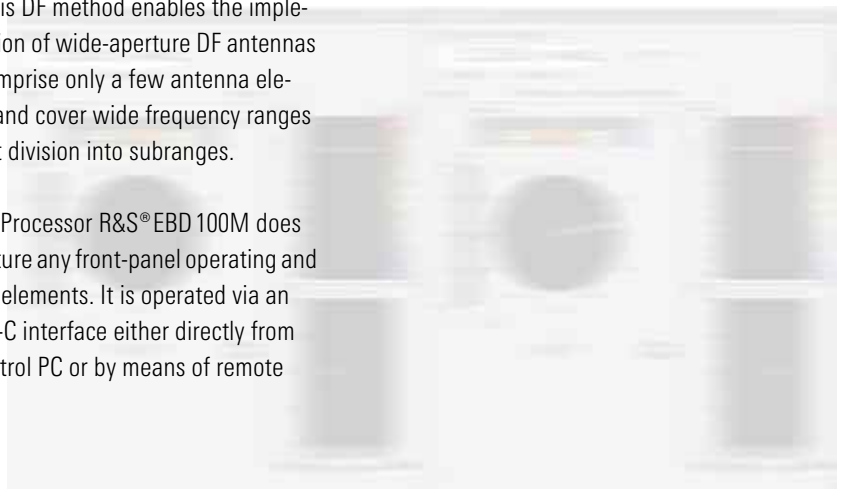 is DF method enables the imple-
ion of wide-aperture DF antennas
mprise only a few antenna ele-
and cover wide frequency ranges
t division into subranges.
Processor R&S® EBD 100M does
ture any front-panel operating and
elements. It is operated via an
-C interface either directly from
trol PC or by means of remote